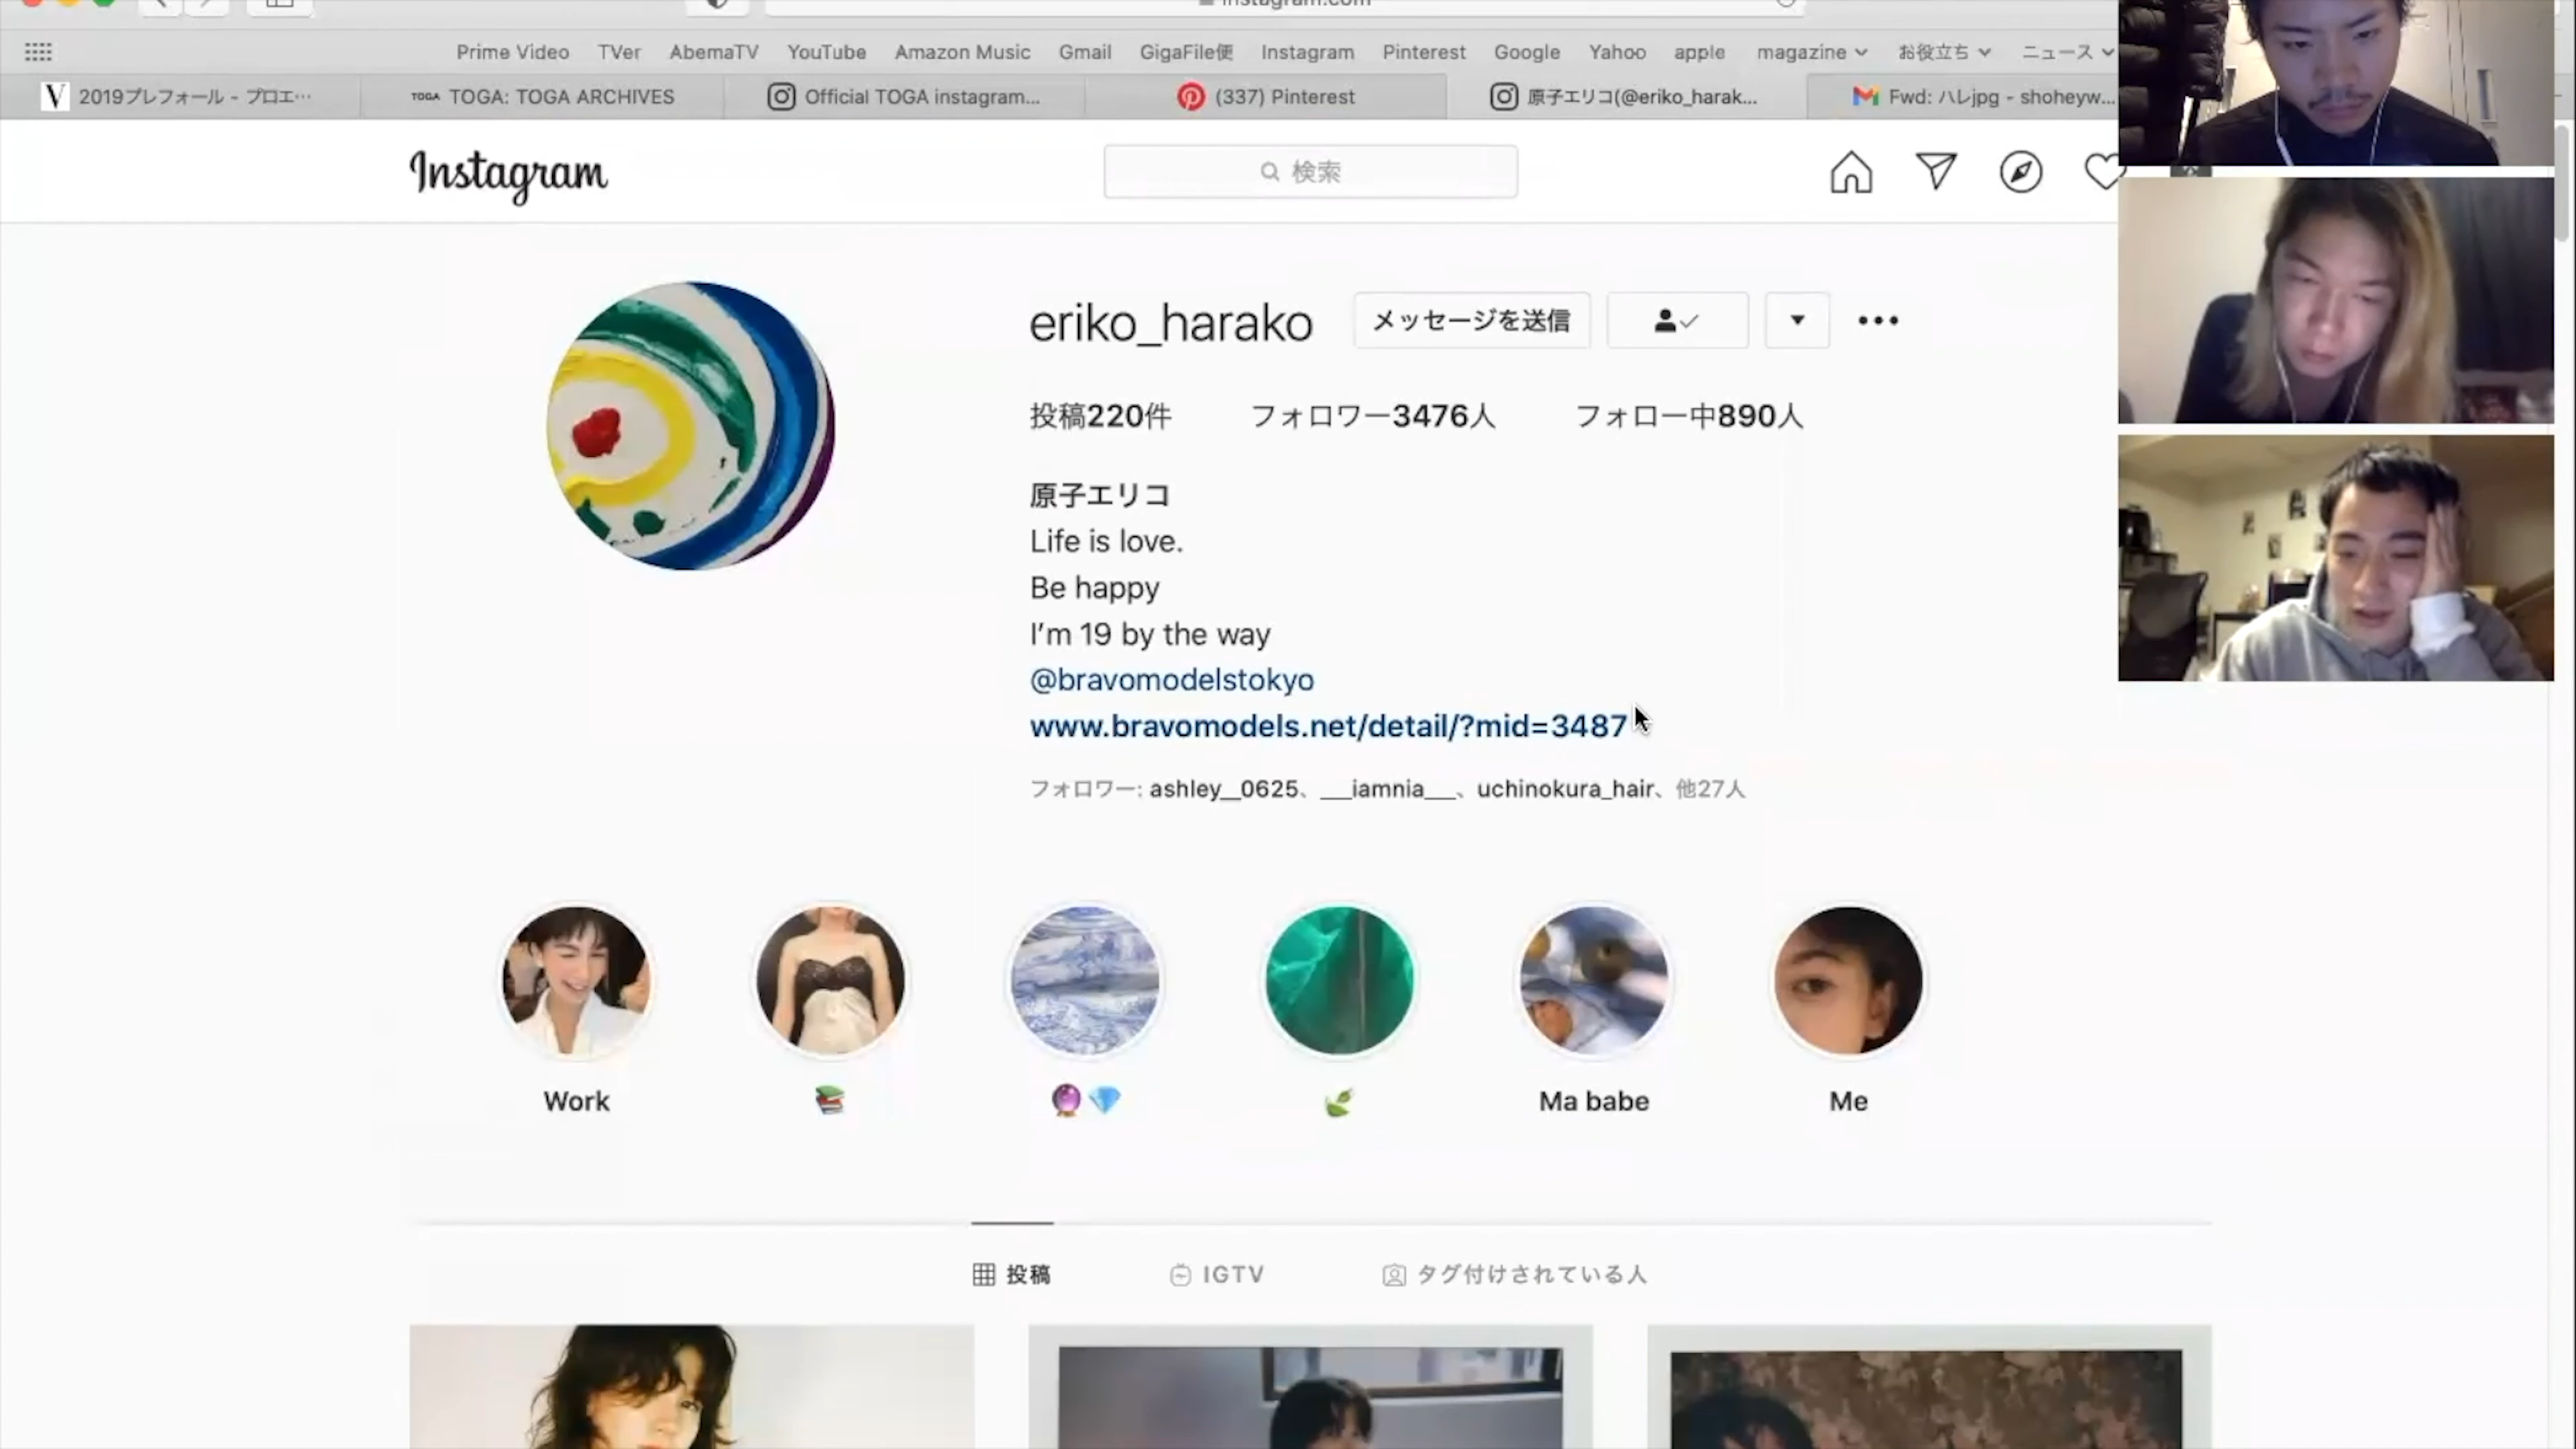 instagram.com
Prime Video TVer AbemaTV YouTube Amazon Music Gmail GigaFile便 Instagram Pinterest Google Yahoo apple magazine お役立ち ニュース
V 2019プレフォール - プロエ… TOGA TOGA: TOGA ARCHIVES Official TOGA instagram... (337) Pinterest 原子エリコ(@eriko_harak... Fwd: ハレjpg - shoheyw...
Instagram 検索
eriko_harako メッセージを送信
投稿220件 フォロワー3476人 フォロー中890人
原子エリコ
Life is love.
Be happy
I'm 19 by the way
@bravomodelstokyo
www.bravomodels.net/detail/?mid=3487
フォロワー: ashley__0625、___iamnia___、uchinokura_hair、他27人
Work Ma babe Me
投稿 IGTV タグ付けされている人